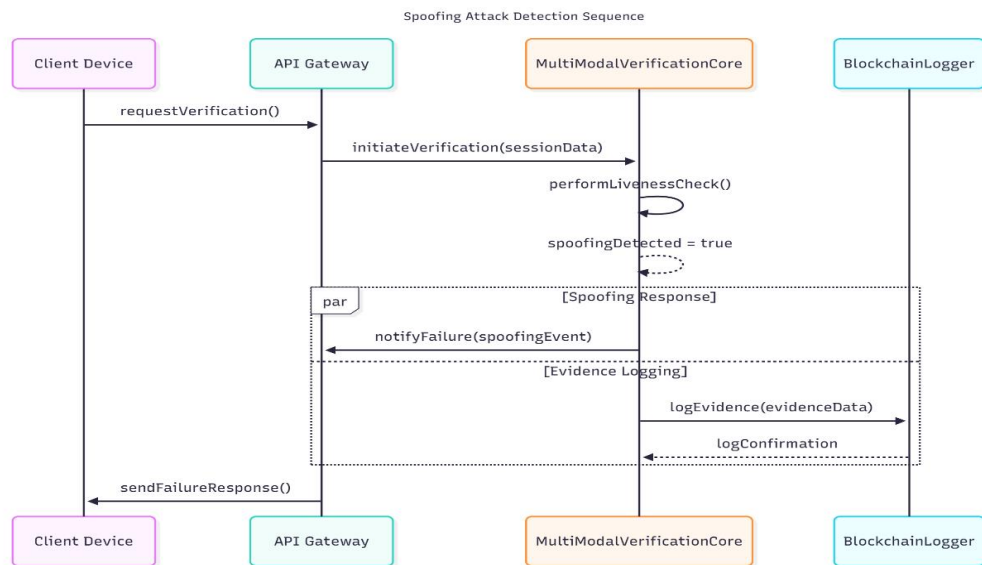 Spoofing Attack Detection Sequence
Client Device
API Gateway
MultiModalVerificationCore
BlockchainLogger
requestVerification()
initiateVerification(sessionData)
performLivenessCheck()
spoofingDetected = true
par
[Spoofing Response]
notifyFailure(spoofingEvent)
[Evidence Logging]
logEvidence(evidenceData)
logConfirmation
sendFailureResponse()
Client Device
API Gateway
MultiModalVerificationCore
BlockchainLogger